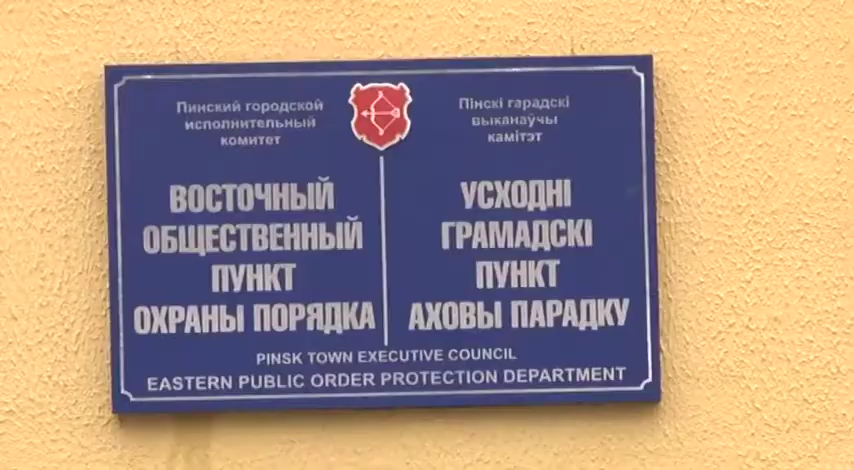 Пинский городской
исполнительный
комитет
ВОСТОЧНЫЙ
ОБЩЕСТВЕННЫЙ
ПУНКТ
ОХРАНЫ ПОРЯДКА
Пінскі гарадскі
выканаучы
камітэт
УСХОДНІ
ГРАМАДСКІ
ПУНКТ
АХОВЫ ПАРАДКУ
PINSK TOWN EXECUTIVE COUNCIL
EASTERN PUBLIC ORDER PROTECTION DEPARTMENT